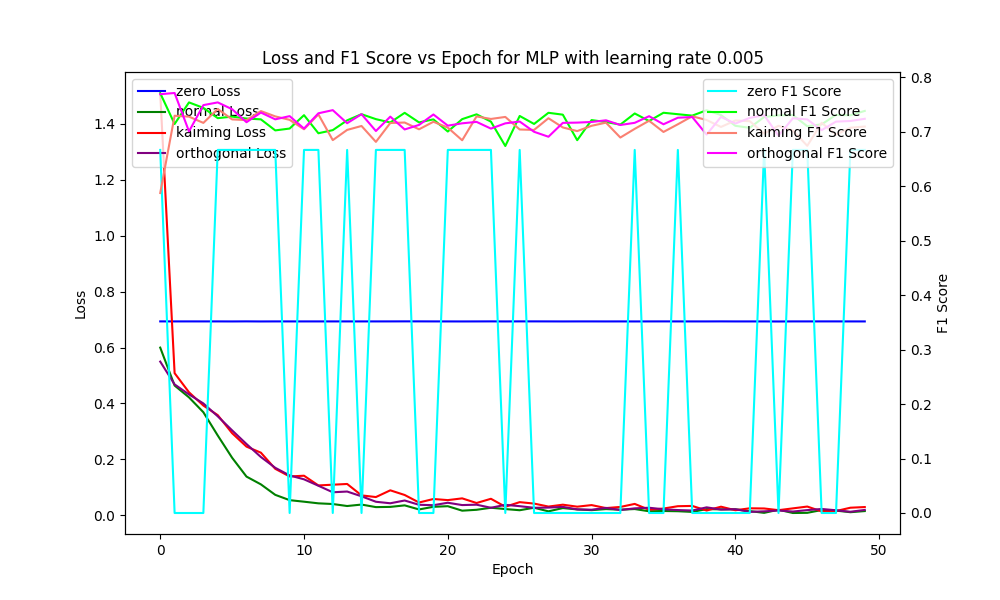 Loss and F1 Score vs Epoch for MLP with learning rate 0.005
zero Loss
normal Loss
kaiming Loss
orthogonal Loss
zero F1 Score
normal F1 Score
kaiming F1 Score
orthogonal F1 Score
1.4
1.2
1.0
0.8
0.6
0.4
0.2
0.0
Loss
0.8
0.7
0.6
0.5
0.4
0.3
0.2
0.1
0.0
F1 Score
0
10
20
30
40
50
Epoch